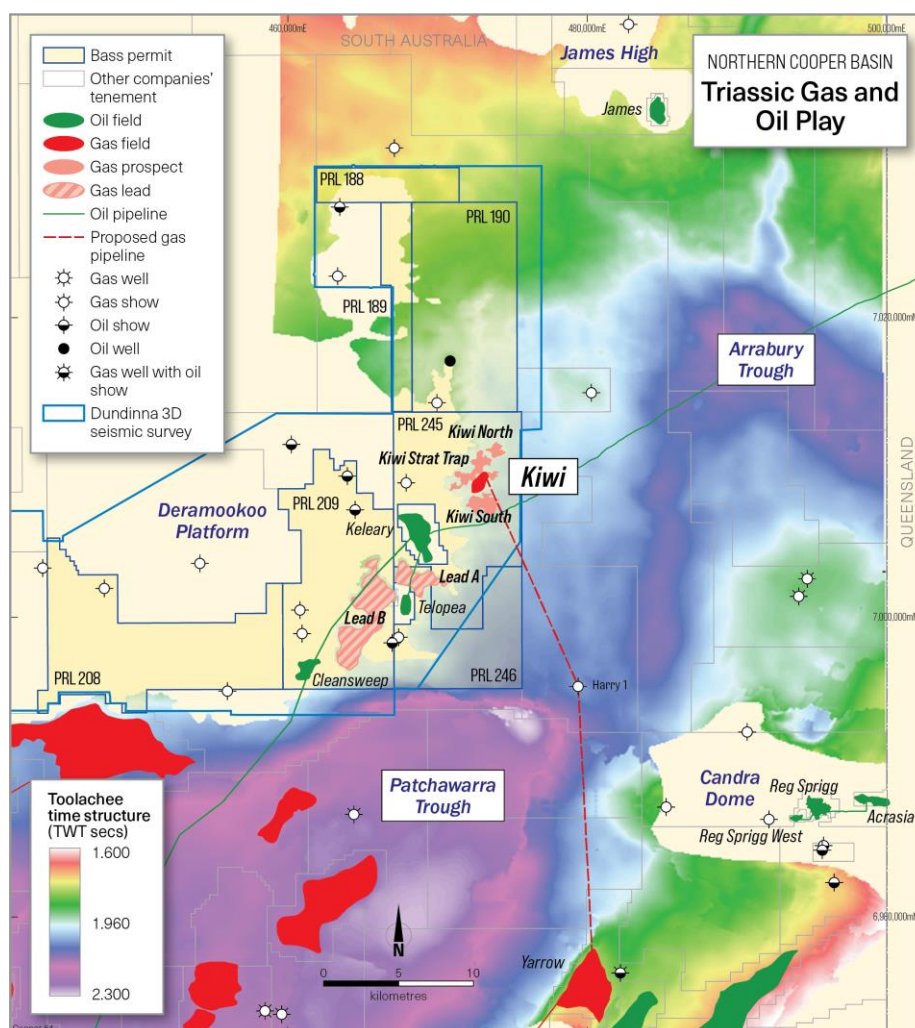 460,000mE
480,000mE
500,000mE
SOUTH AUSTRALIA
NORTHERN COOPER BASIN
Triassic Gas and
Oil Play
Bass permit
Other companies'
tenement
Oil field
Gas field
Gas prospect
Gas lead
Oil pipeline
Proposed gas
pipeline
Gas well
Gas show
Oil show
Oil well
Gas well with oil
show
Dundinna 3D
seismic survey
James High
James
PRL 188
PRL 190
PRL 189
7,020,000mN
Arrabury
Trough
PRL 245
Kiwi North
Kiwi Strat Trap
Kiwi
QUEENSLAND
PRL 209
Kiwi South
Deramookoo
Platform
Keleary
Lead A
Telopea
Lead B
7,000,000mN
Cleansweep
PRL 208
PRL 246
Harry 1
Candra
Dome
Reg Sprigg
Acrasia
Reg Sprigg West
Patchawarra
Trough
Toolachee
time structure
(TWT secs)
1.600
1.960
2.300
6,980,000mN
N
0 5 10
kilometres
Yarrow